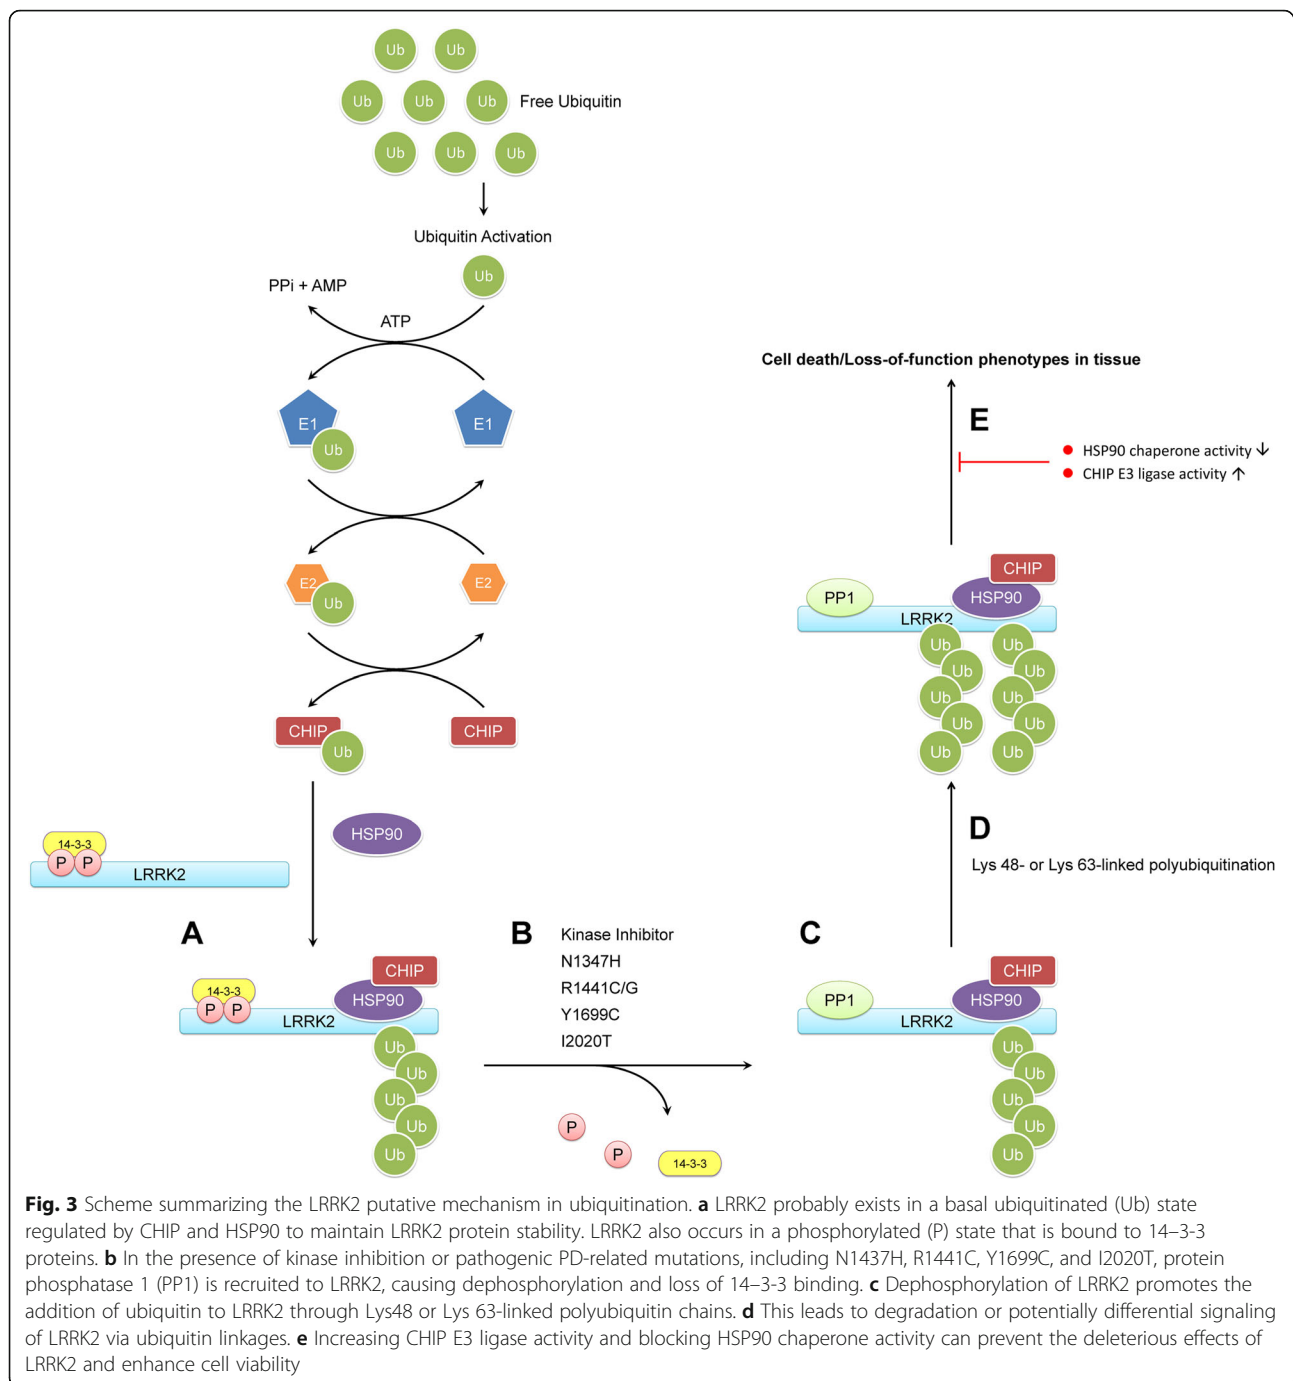 Ub Ub
Ub Ub Ub Free Ubiquitin
Ub Ub Ub
Ubiquitin Activation
Ub
PPi + AMP
ATP
E1 Ub E1
E2 Ub E2
CHIP Ub CHIP
HSP90
14-3-3
P P
LRRK2
A
CHIP
14-3-3
P P
HSP90
LRRK2
Ub
Ub
Ub
Ub
Ub
B
Kinase Inhibitor
N1347H
R1441C/G
Y1699C
I2020T
P
P
14-3-3
C
CHIP
PP1
HSP90
LRRK2
Ub
Ub
Ub
Ub
Ub
D
Lys 48- or Lys 63-linked polyubiquitination
CHIP
PP1
HSP90
LRRK2
Ub Ub
Ub Ub
Ub Ub
Ub Ub
Ub Ub
E
HSP90 chaperone activity ↓
CHIP E3 ligase activity ↑
Cell death/Loss-of-function phenotypes in tissue
Fig. 3 Scheme summarizing the LRRK2 putative mechanism in ubiquitination. a LRRK2 probably exists in a basal ubiquitinated (Ub) state
regulated by CHIP and HSP90 to maintain LRRK2 protein stability. LRRK2 also occurs in a phosphorylated (P) state that is bound to 14–3-3
proteins. b In the presence of kinase inhibition or pathogenic PD-related mutations, including N1437H, R1441C, Y1699C, and I2020T, protein
phosphatase 1 (PP1) is recruited to LRRK2, causing dephosphorylation and loss of 14–3-3 binding. c Dephosphorylation of LRRK2 promotes the
addition of ubiquitin to LRRK2 through Lys48 or Lys 63-linked polyubiquitin chains. d This leads to degradation or potentially differential signaling
of LRRK2 via ubiquitin linkages. e Increasing CHIP E3 ligase activity and blocking HSP90 chaperone activity can prevent the deleterious effects of
LRRK2 and enhance cell viability